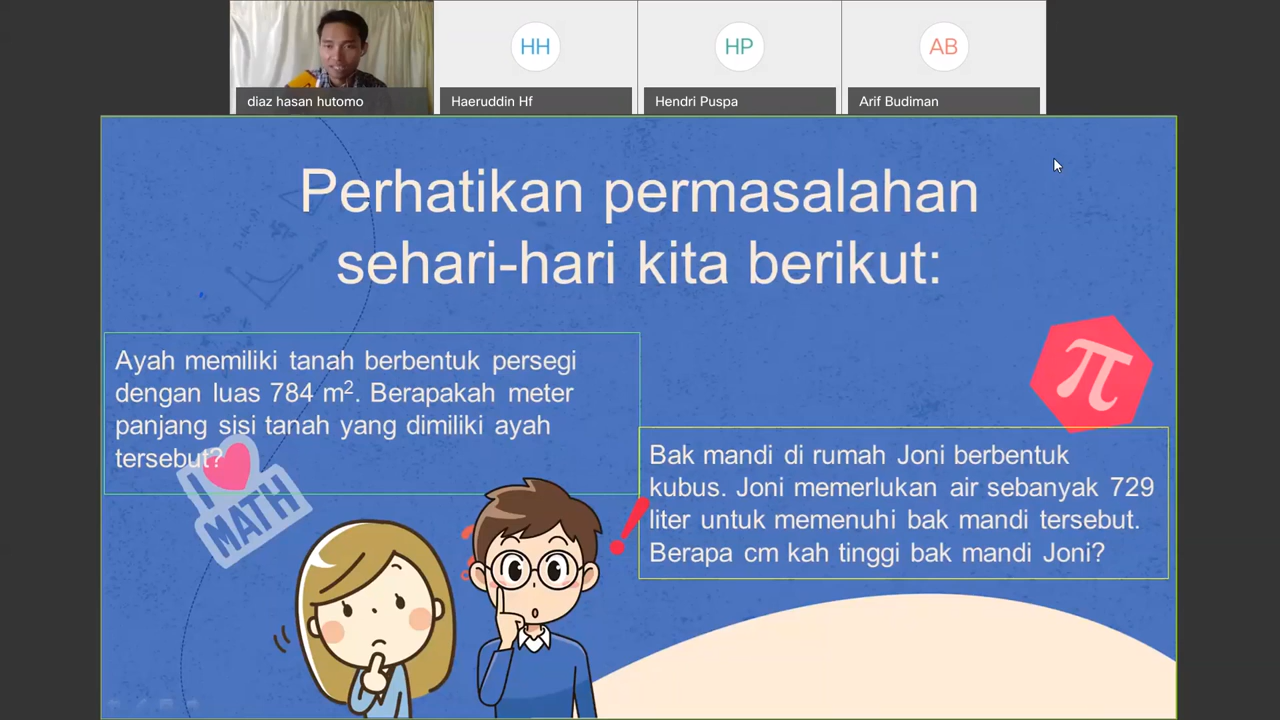 HH
HP
AB
diaz hasan hutomo
Haeruddin Hf
Hendri Puspa
Arif Budiman
Perhatikan permasalahan
sehari-hari kita berikut:
Ayah memiliki tanah berbentuk persegi
dengan luas 784 m². Berapakah meter
panjang sisi tanah yang dimiliki ayah
tersebut?
π
Bak mandi di rumah Joni berbentuk
kubus. Joni memerlukan air sebanyak 729
liter untuk memenuhi bak mandi tersebut.
Berapa cm kah tinggi bak mandi Joni?
I
MATH